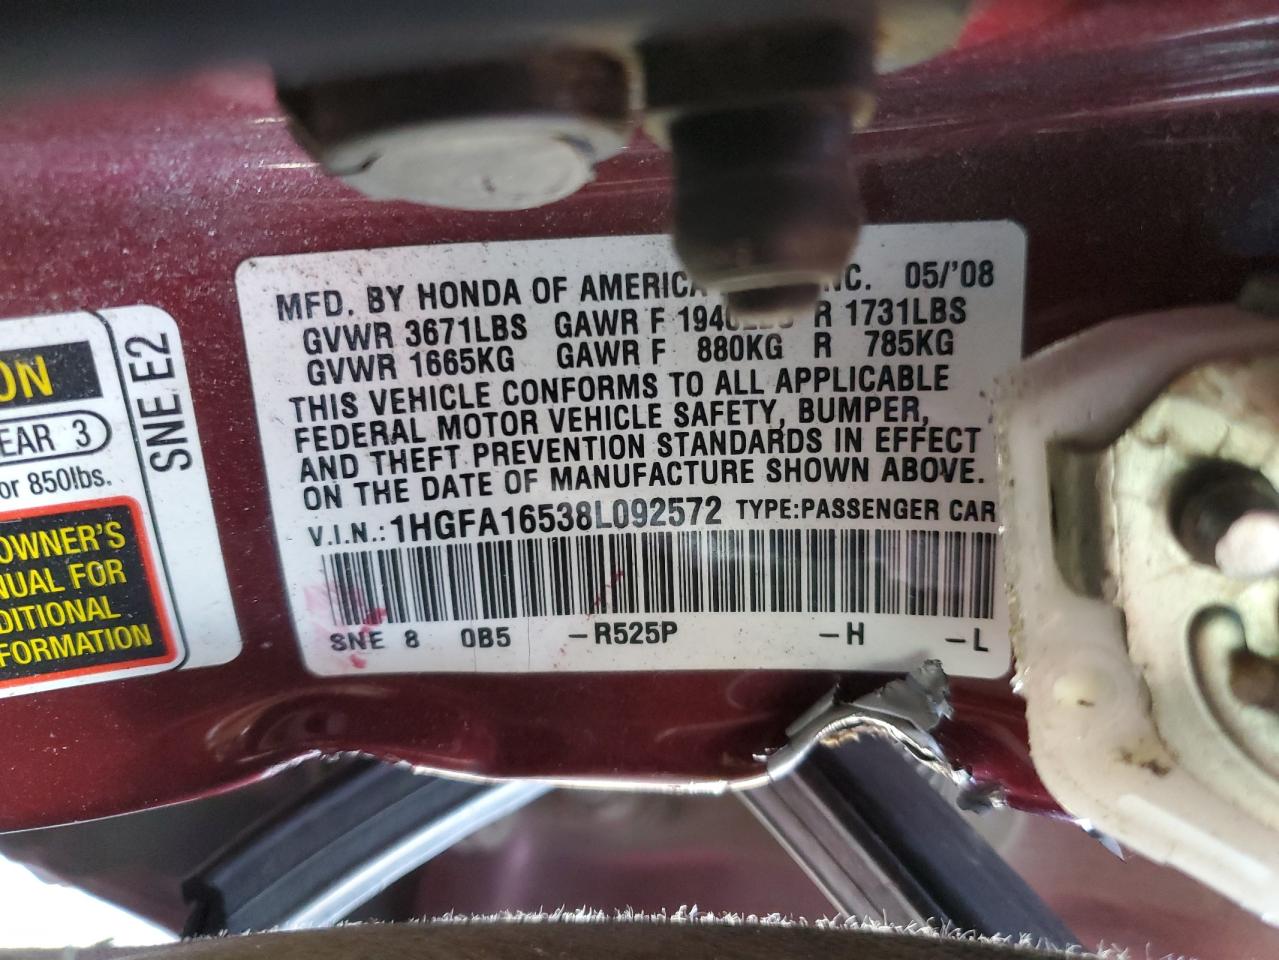 MFD. BY HONDA OF AMERICA INC. 05/'08
GVWR 3671LBS GAWR F R 1731LBS
GVWR 1665KG GAWR F 880KG R 785KG
THIS VEHICLE CONFORMS TO ALL APPLICABLE
FEDERAL MOTOR VEHICLE SAFETY, BUMPER,
AND THEFT PREVENTION STANDARDS IN EFFECT
ON THE DATE OF MANUFACTURE SHOWN ABOVE.
V.I.N.: 1HGFA16538L092572 TYPE:PASSENGER CAR
SNE 8 0B5 -R525P -H -L
SNE E2
ON
EAR 3
or 850lbs.
OWNER'S
NUAL FOR
DITIONAL
FORMATION